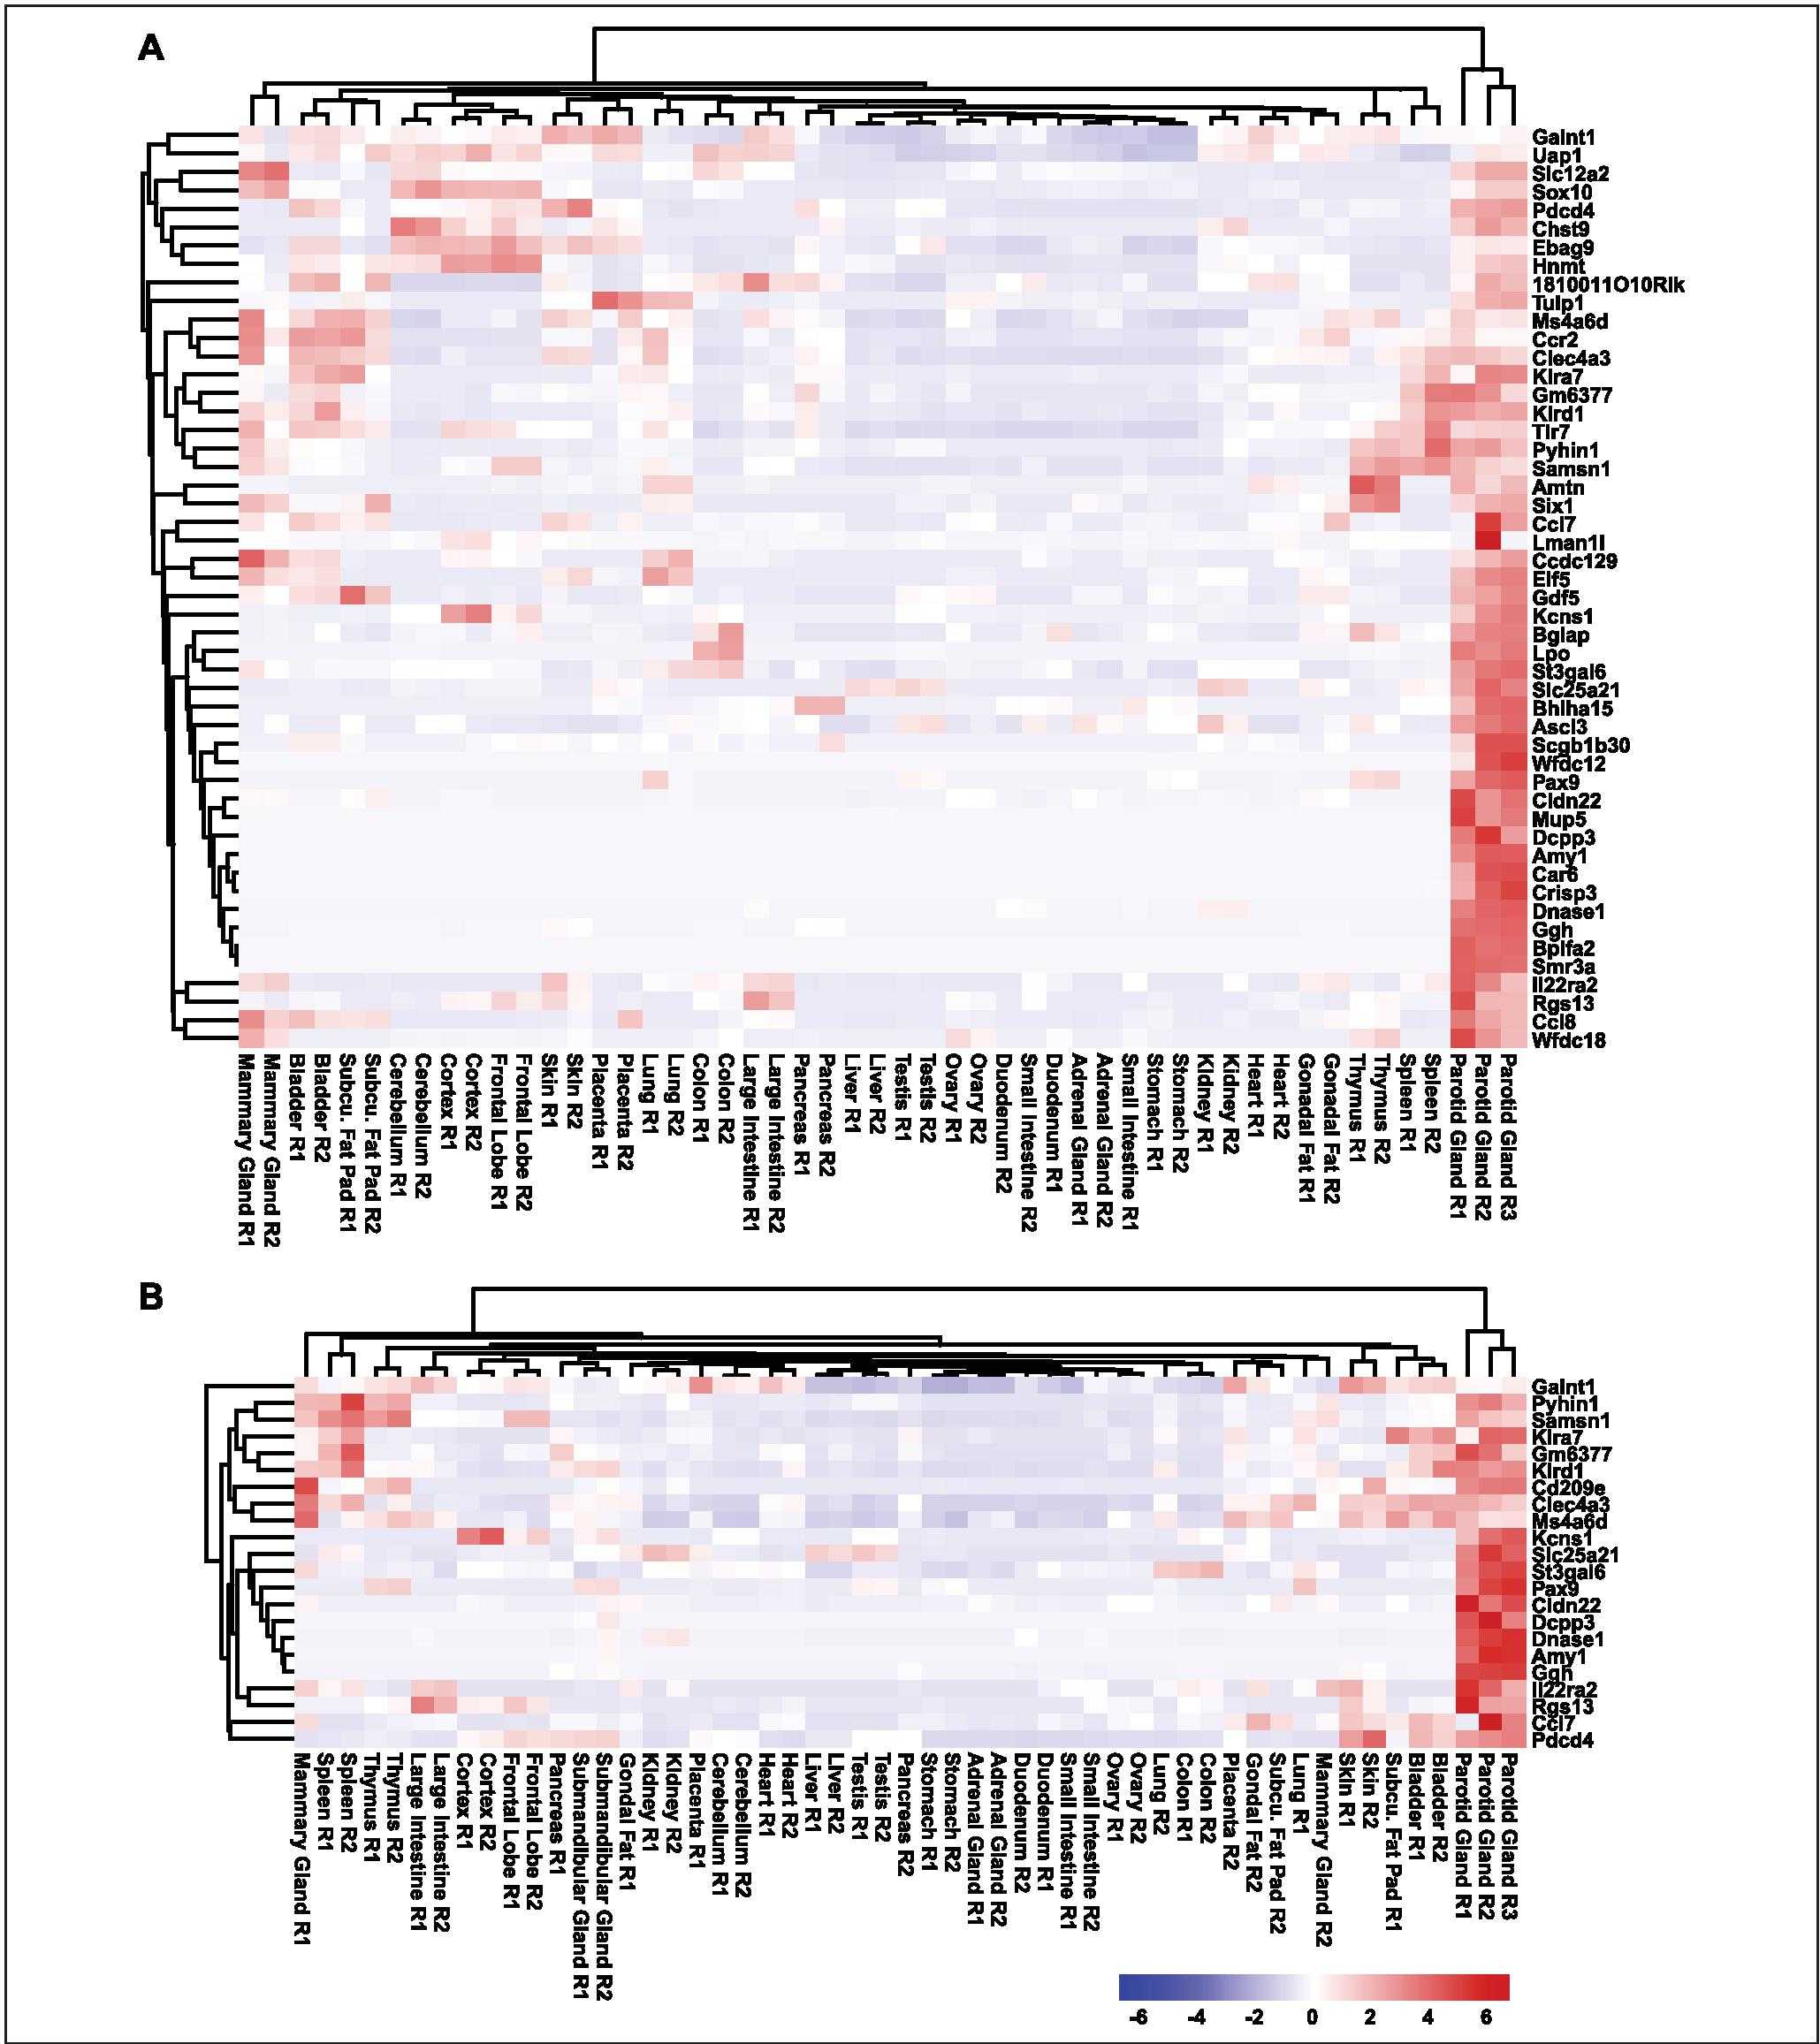 A
Galnt1
Uap1
Slc12a2
Sox10
Pdcd4
Chst9
Ebag9
Hnmt
1810011O10Rik
Tulp1
Ms4a6d
Ccr2
Clec4a3
Klra7
Gm6377
Klrd1
Tlr7
Pyhin1
Samsn1
Amtn
Six1
Ccl7
Lman1l
Ccdc129
Elf5
Gdf5
Kcns1
Bglap
Lpo
St3gal6
Slc25a21
Bhlha15
Ascl3
Scgb1b30
Wfdc12
Pax9
Cldn22
Mup5
Dcpp3
Amy1
Car6
Crisp3
Dnase1
Ggh
Bpifa2
Smr3a
Il22ra2
Rgs13
Ccl8
Wfdc18
Mammary Gland R1
Mammary Gland R2
Bladder R1
Bladder R2
Subcu. Fat Pad R1
Subcu. Fat Pad R2
Cerebellum R1
Cerebellum R2
Cortex R1
Cortex R2
Frontal Lobe R1
Frontal Lobe R2
Skin R1
Skin R2
Placenta R1
Placenta R2
Lung R1
Lung R2
Colon R1
Colon R2
Large Intestine R1
Large Intestine R2
Pancreas R1
Pancreas R2
Liver R1
Liver R2
Testis R1
Testis R2
Ovary R1
Ovary R2
Duodenum R2
Small Intestine R2
Duodenum R1
Adrenal Gland R1
Adrenal Gland R2
Small Intestine R1
Stomach R1
Stomach R2
Kidney R1
Kidney R2
Heart R1
Heart R2
Gonadal Fat R1
Gonadal Fat R2
Thymus R1
Thymus R2
Spleen R1
Spleen R2
Parotid Gland R1
Parotid Gland R2
Parotid Gland R3
B
Galnt1
Pyhin1
Samsn1
Klra7
Gm6377
Klrd1
Cd209e
Clec4a3
Ms4a6d
Kcns1
Slc25a21
St3gal6
Pax9
Cldn22
Dcpp3
Dnase1
Amy1
Ggh
Il22ra2
Rgs13
Ccl7
Pdcd4
Mammary Gland R1
Spleen R1
Spleen R2
Thymus R1
Thymus R2
Large Intestine R1
Large Intestine R2
Cortex R1
Cortex R2
Frontal Lobe R1
Frontal Lobe R2
Pancreas R1
Submandibular Gland R1
Submandibular Gland R2
Gondal Fat R1
Kidney R1
Kidney R2
Placenta R1
Cerebellum R1
Cerebellum R2
Heart R1
Heart R2
Liver R1
Liver R2
Testis R1
Testis R2
Pancreas R2
Stomach R1
Stomach R2
Adrenal Gland R1
Adrenal Gland R2
Duodenum R2
Duodenum R1
Small Intestine R1
Small Intestine R2
Ovary R1
Ovary R2
Lung R2
Colon R1
Colon R2
Placenta R2
Gondal Fat R2
Subcu. Fat Pad R2
Lung R1
Mammary Gland R2
Skin R1
Skin R2
Subcu. Fat Pad R1
Bladder R1
Bladder R2
Parotid Gland R1
Parotid Gland R2
Parotid Gland R3
-6 -4 -2 0 2 4 6